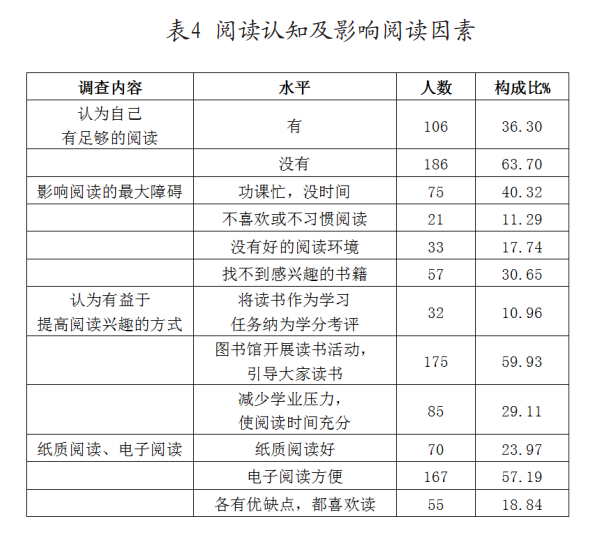 表4 阅读认知及影响阅读因素
调查内容 水平 人数 构成比%
认为自己
有足够的阅读 有 106 36.30
没有 186 63.70
影响阅读的最大障碍 功课忙，没时间 75 40.32
不喜欢或不习惯阅读 21 11.29
没有好的阅读环境 33 17.74
找不到感兴趣的书籍 57 30.65
认为有益于
提高阅读兴趣的方式 将读书作为学习
任务纳为学分考评 32 10.96
图书馆开展读书活动，
引导大家读书 175 59.93
减少学业压力，
使阅读时间充分 85 29.11
纸质阅读、电子阅读 纸质阅读好 70 23.97
电子阅读方便 167 57.19
各有优缺点，都喜欢读 55 18.84